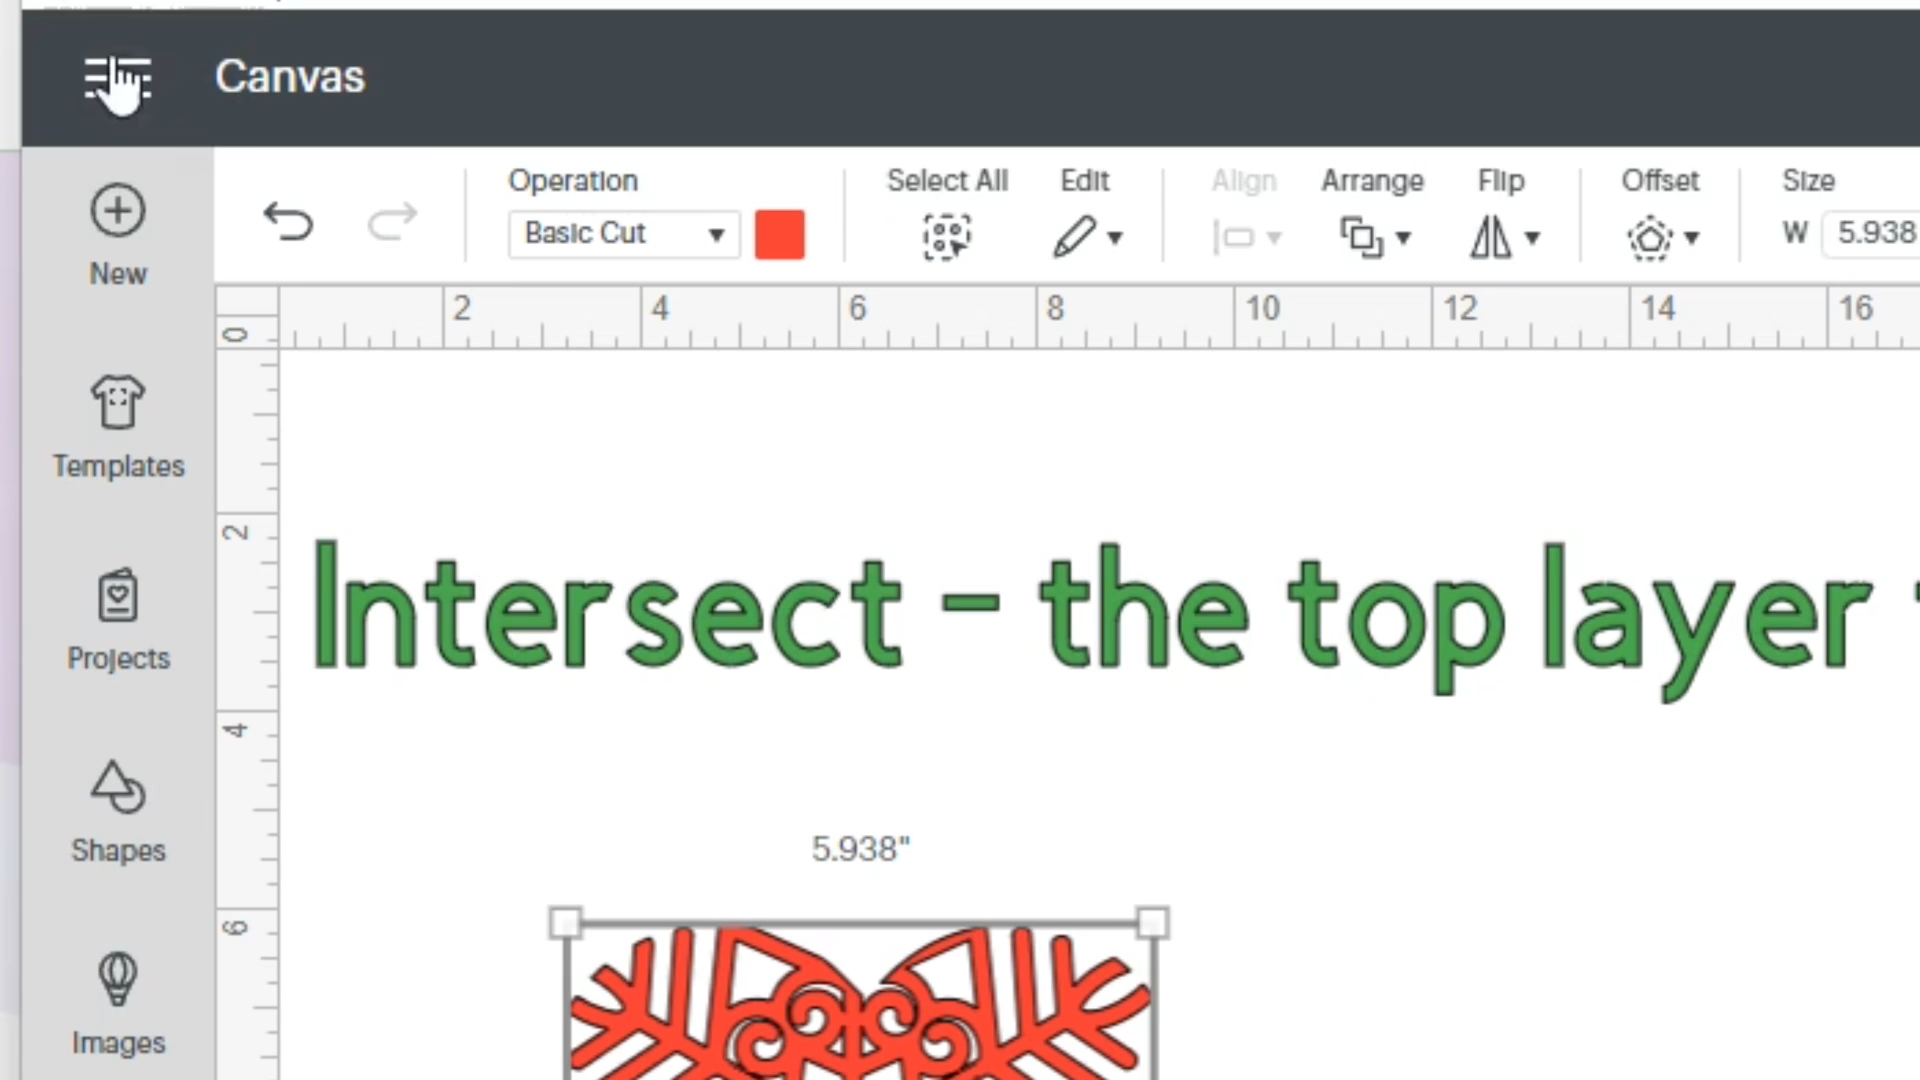 Canvas
Operation
Select All
Edit
Align
Arrange
Flip
Offset
Size
Basic Cut
W 5.938
New
2 4 6 8 10 12 14 16
0
Templates
2
Intersect - the top layer
Projects
4
Shapes
5.938"
6
Images